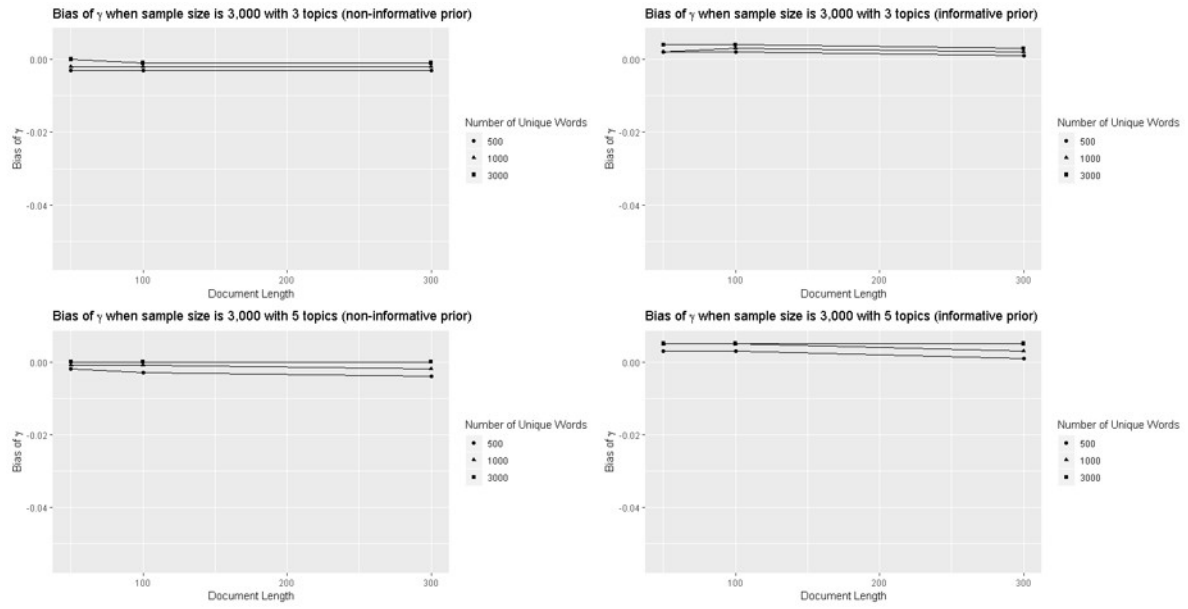 Bias of γ when sample size is 3,000 with 3 topics (non-informative prior)
0.00
-0.02
-0.04
Bias of γ
100
200
300
Document Length
Number of Unique Words
500
1000
3000
Bias of γ when sample size is 3,000 with 3 topics (informative prior)
0.00
-0.02
-0.04
Bias of γ
100
200
300
Document Length
Number of Unique Words
500
1000
3000
Bias of γ when sample size is 3,000 with 5 topics (non-informative prior)
0.00
-0.02
-0.04
Bias of γ
100
200
300
Document Length
Number of Unique Words
500
1000
3000
Bias of γ when sample size is 3,000 with 5 topics (informative prior)
0.00
-0.02
-0.04
Bias of γ
100
200
300
Document Length
Number of Unique Words
500
1000
3000